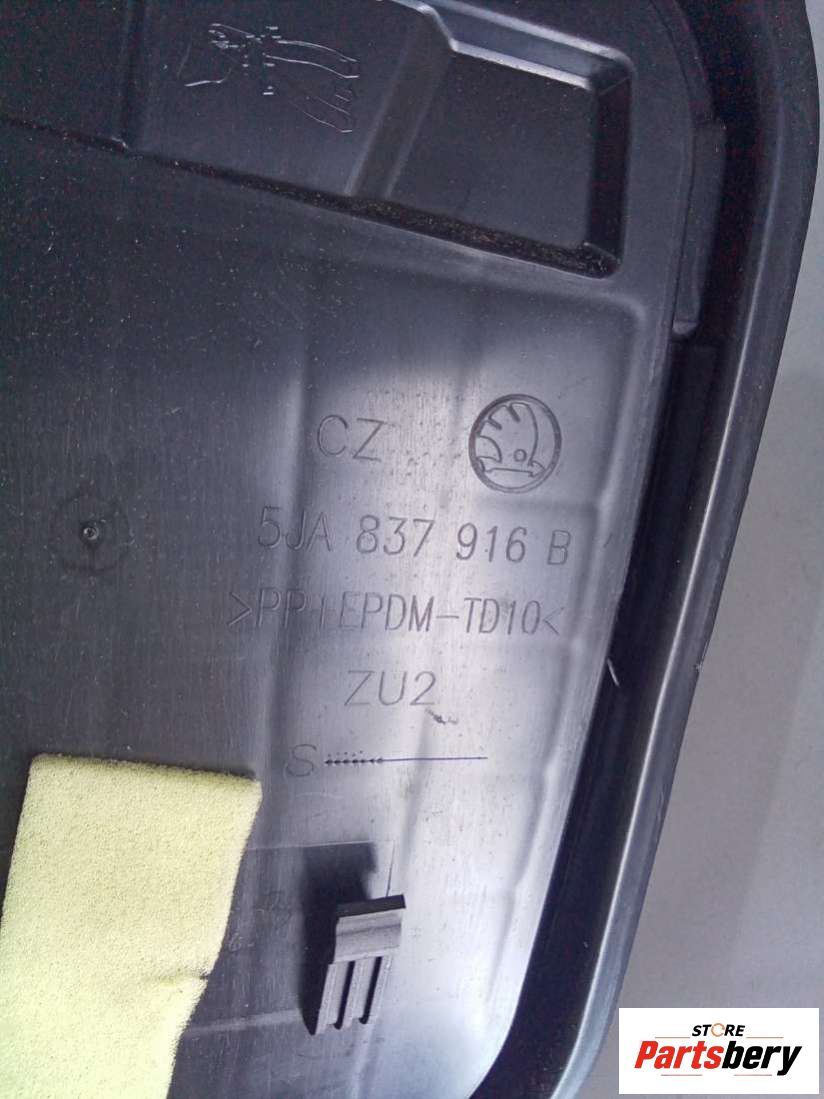 CZ
5JA 837 916 B
>PP+EPDM-TD10<
ZU2
S
STORE
Partsbery